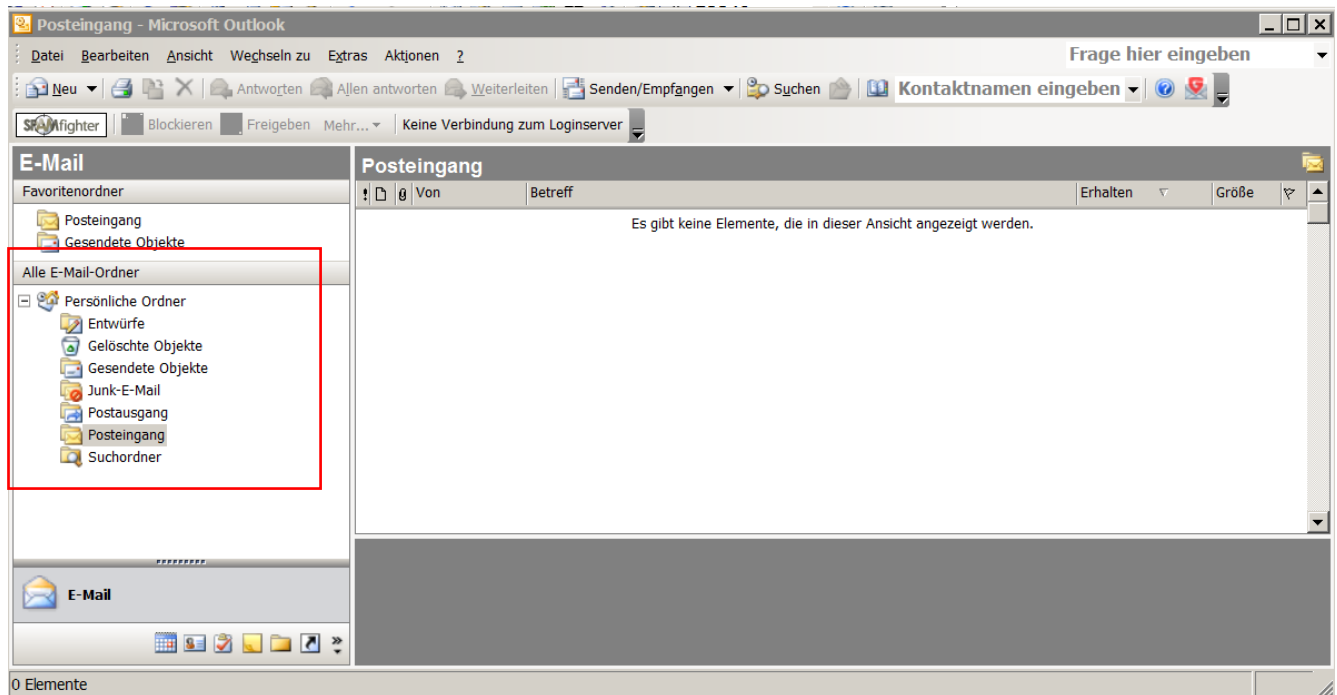 Posteingang - Microsoft Outlook
Datei Bearbeiten Ansicht Wechseln zu Extras Aktionen ? Frage hier eingeben
Neu Antworten Allen antworten Weiterleiten Senden/Empfangen Suchen Kontaktnamen eingeben
SPAMfighter Blockieren Freigeben Mehr... Keine Verbindung zum Loginserver
E-Mail
Favoritenordner
Posteingang
Gesendete Objekte
Alle E-Mail-Ordner
Persönliche Ordner
Entwürfe
Gelöschte Objekte
Gesendete Objekte
Junk-E-Mail
Postausgang
Posteingang
Suchordner
E-Mail
Posteingang
! Von Betreff Erhalten Größe
Es gibt keine Elemente, die in dieser Ansicht angezeigt werden.
0 Elemente